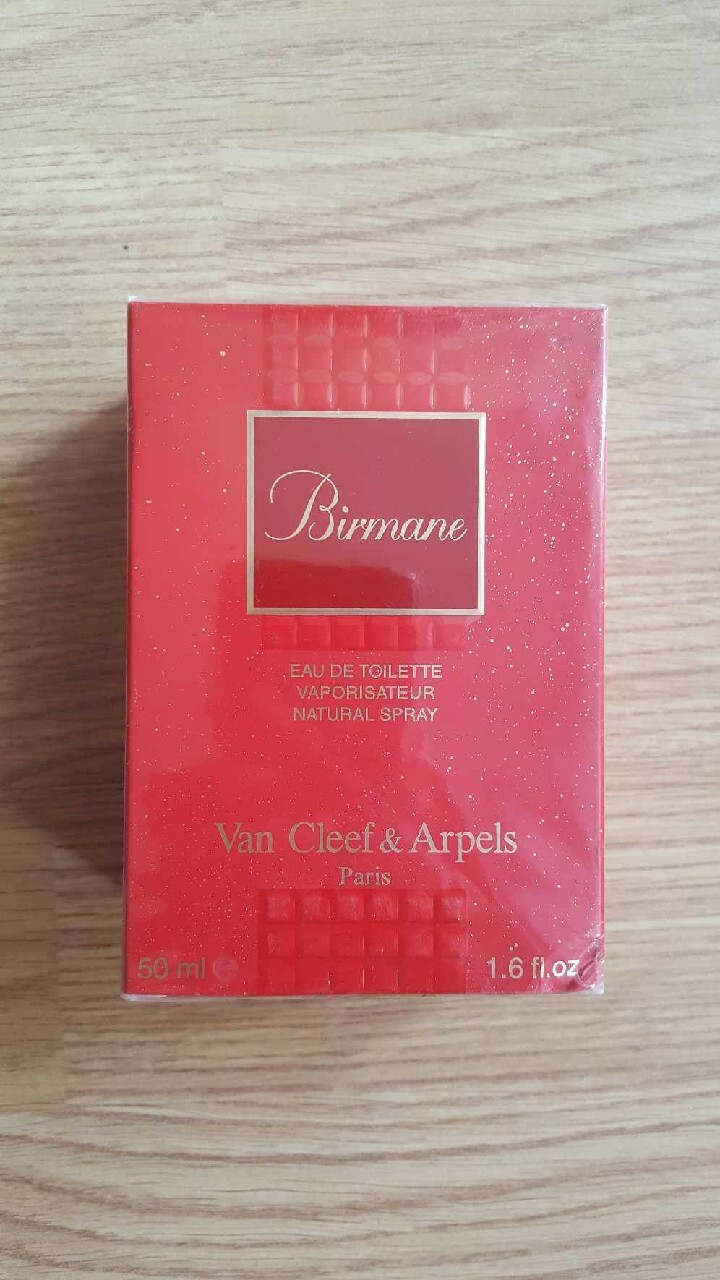 Birmane
EAU DE TOILETTE
VAPORISATEUR
NATURAL SPRAY
Van Cleef & Arpels
Paris
50 ml e 1.6 fl.oz